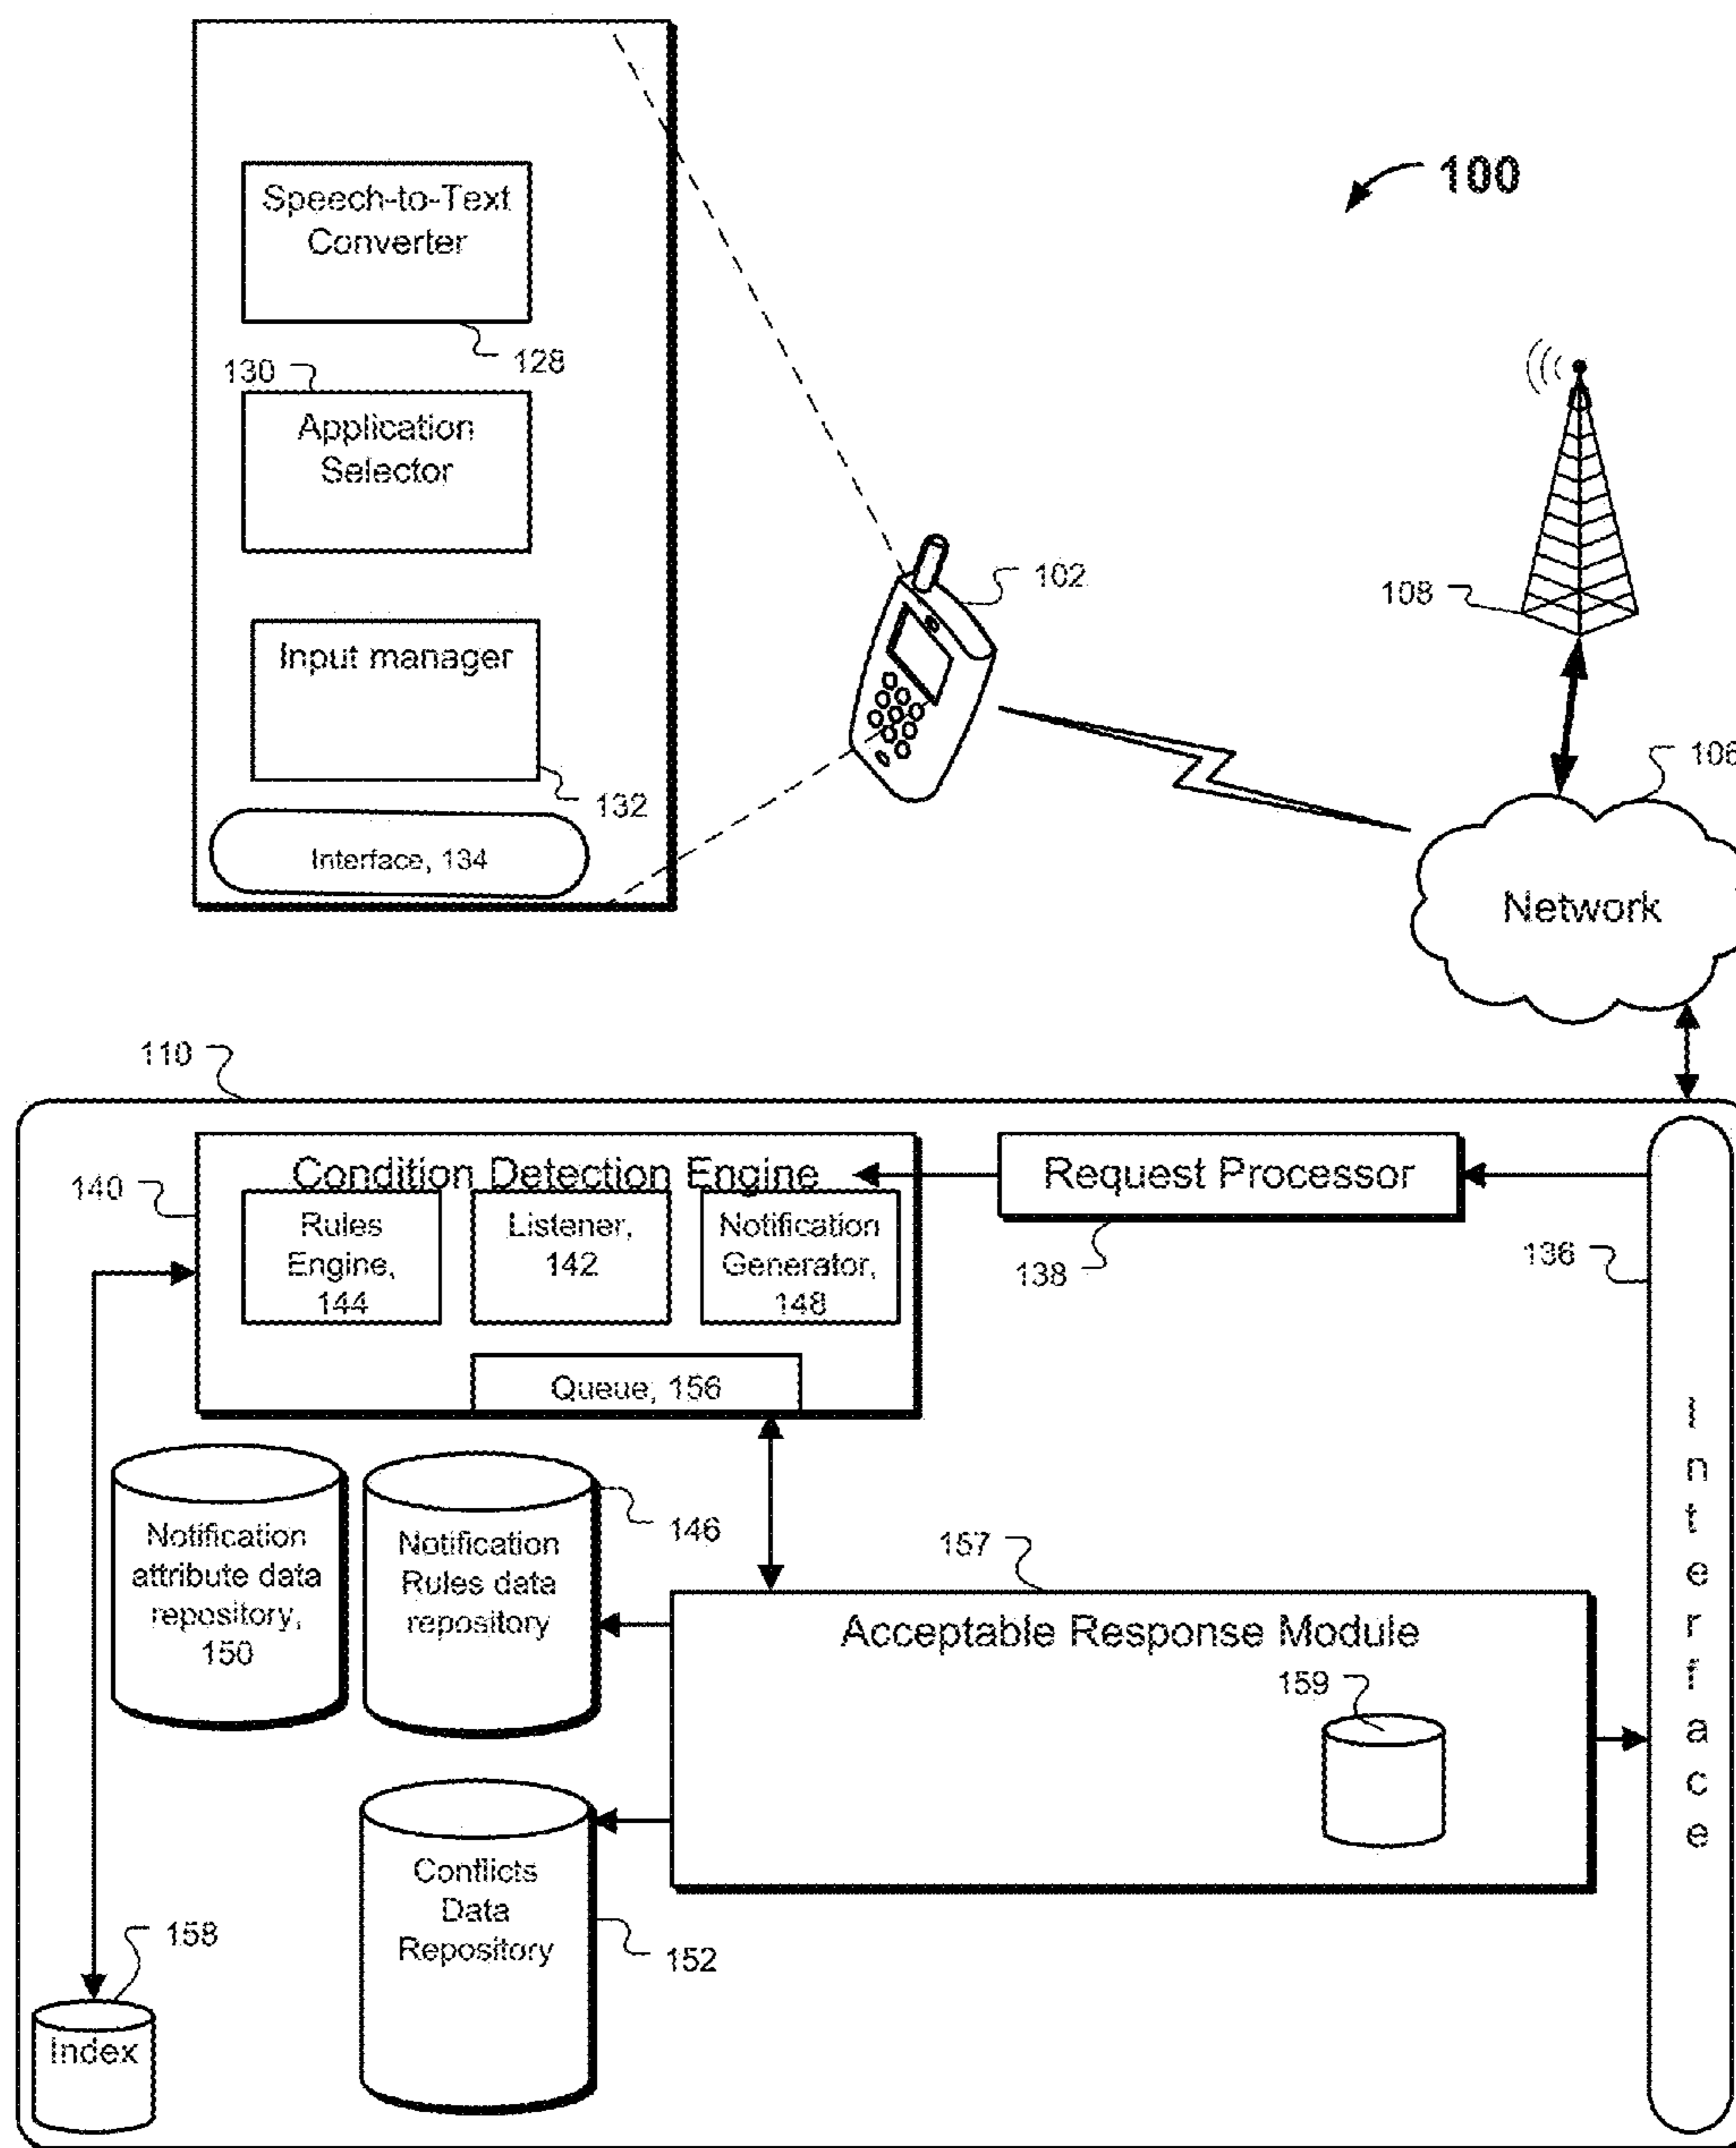 100
Speech-to-Text
Converter
128
130
Application
Selector
102
108
Input manager
132
106
Interface, 134
Network
110
Condition Detection Engine
Request Processor
140
Rules
Engine,
144
Listener,
142
Notification
Generator,
148
138
136
Queue, 156
Interface
Notification
attribute data
repository,
150
Notification
Rules data
repository
146
157
Acceptable Response Module
159
Conflicts
Data
Repository
152
158
Index